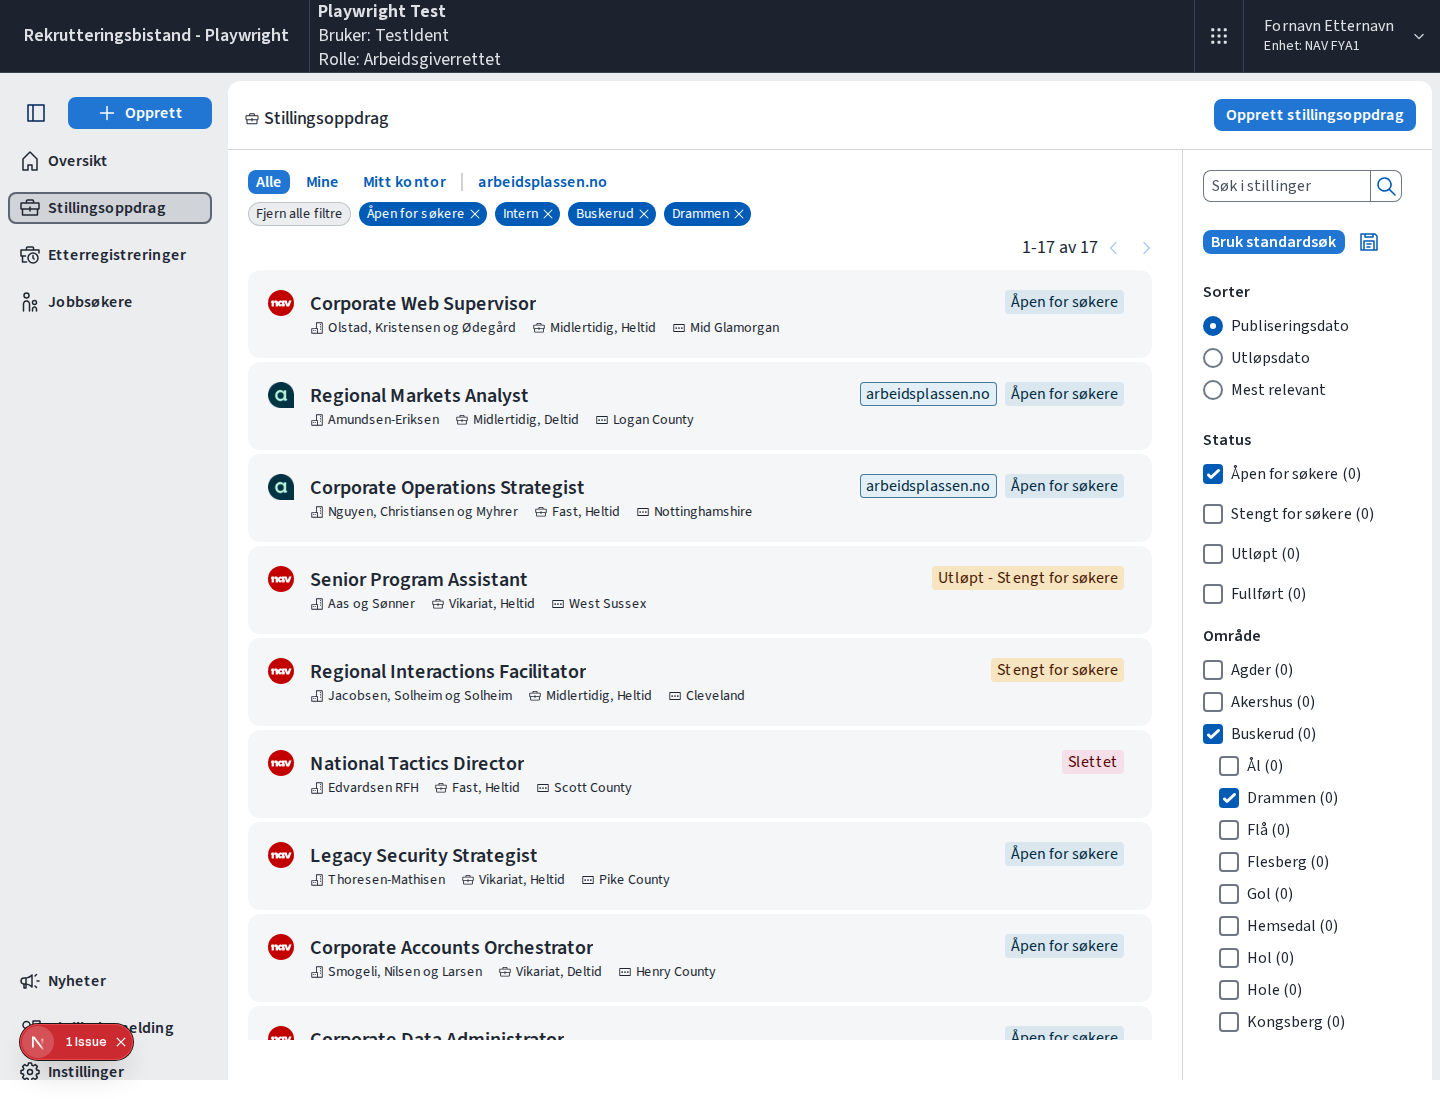 Rekrutteringsbistand - Playwright
Playwright Test
Bruker: TestIdent
Rolle: Arbeidsgiverrettet
Fornavn Etternavn
Enhet: NAV FYA1
Opprett
Oversikt
Stillingsoppdrag
Etterregistreringer
Jobbsøkere
Nyheter
elding
1 Issue
Instillinger
Stillingsoppdrag
Opprett stillingsoppdrag
Alle
Mine
Mitt kontor
arbeidsplassen.no
Fjern alle filtre
Åpen for søkere
Intern
Buskerud
Drammen
1-17 av 17
nav
Corporate Web Supervisor
Åpen for søkere
Olstad, Kristensen og Ødegård
Midlertidig, Heltid
Mid Glamorgan
a
Regional Markets Analyst
arbeidsplassen.no
Åpen for søkere
Amundsen-Eriksen
Midlertidig, Deltid
Logan County
a
Corporate Operations Strategist
arbeidsplassen.no
Åpen for søkere
Nguyen, Christiansen og Myhrer
Fast, Heltid
Nottinghamshire
nav
Senior Program Assistant
Utløpt - Stengt for søkere
Aas og Sønner
Vikariat, Heltid
West Sussex
nav
Regional Interactions Facilitator
Stengt for søkere
Jacobsen, Solheim og Solheim
Midlertidig, Heltid
Cleveland
nav
National Tactics Director
Slettet
Edvardsen RFH
Fast, Heltid
Scott County
nav
Legacy Security Strategist
Åpen for søkere
Thoresen-Mathisen
Vikariat, Heltid
Pike County
nav
Corporate Accounts Orchestrator
Åpen for søkere
Smogeli, Nilsen og Larsen
Vikariat, Deltid
Henry County
nav
Corporate Data Administrator
Åpen for søkere
Søk i stillinger
Bruk standardsøk
Sorter
Publiseringsdato
Utløpsdato
Mest relevant
Status
Åpen for søkere (0)
Stengt for søkere (0)
Utløpt (0)
Fullført (0)
Område
Agder (0)
Akershus (0)
Buskerud (0)
Ål (0)
Drammen (0)
Flå (0)
Flesberg (0)
Gol (0)
Hemsedal (0)
Hol (0)
Hole (0)
Kongsberg (0)